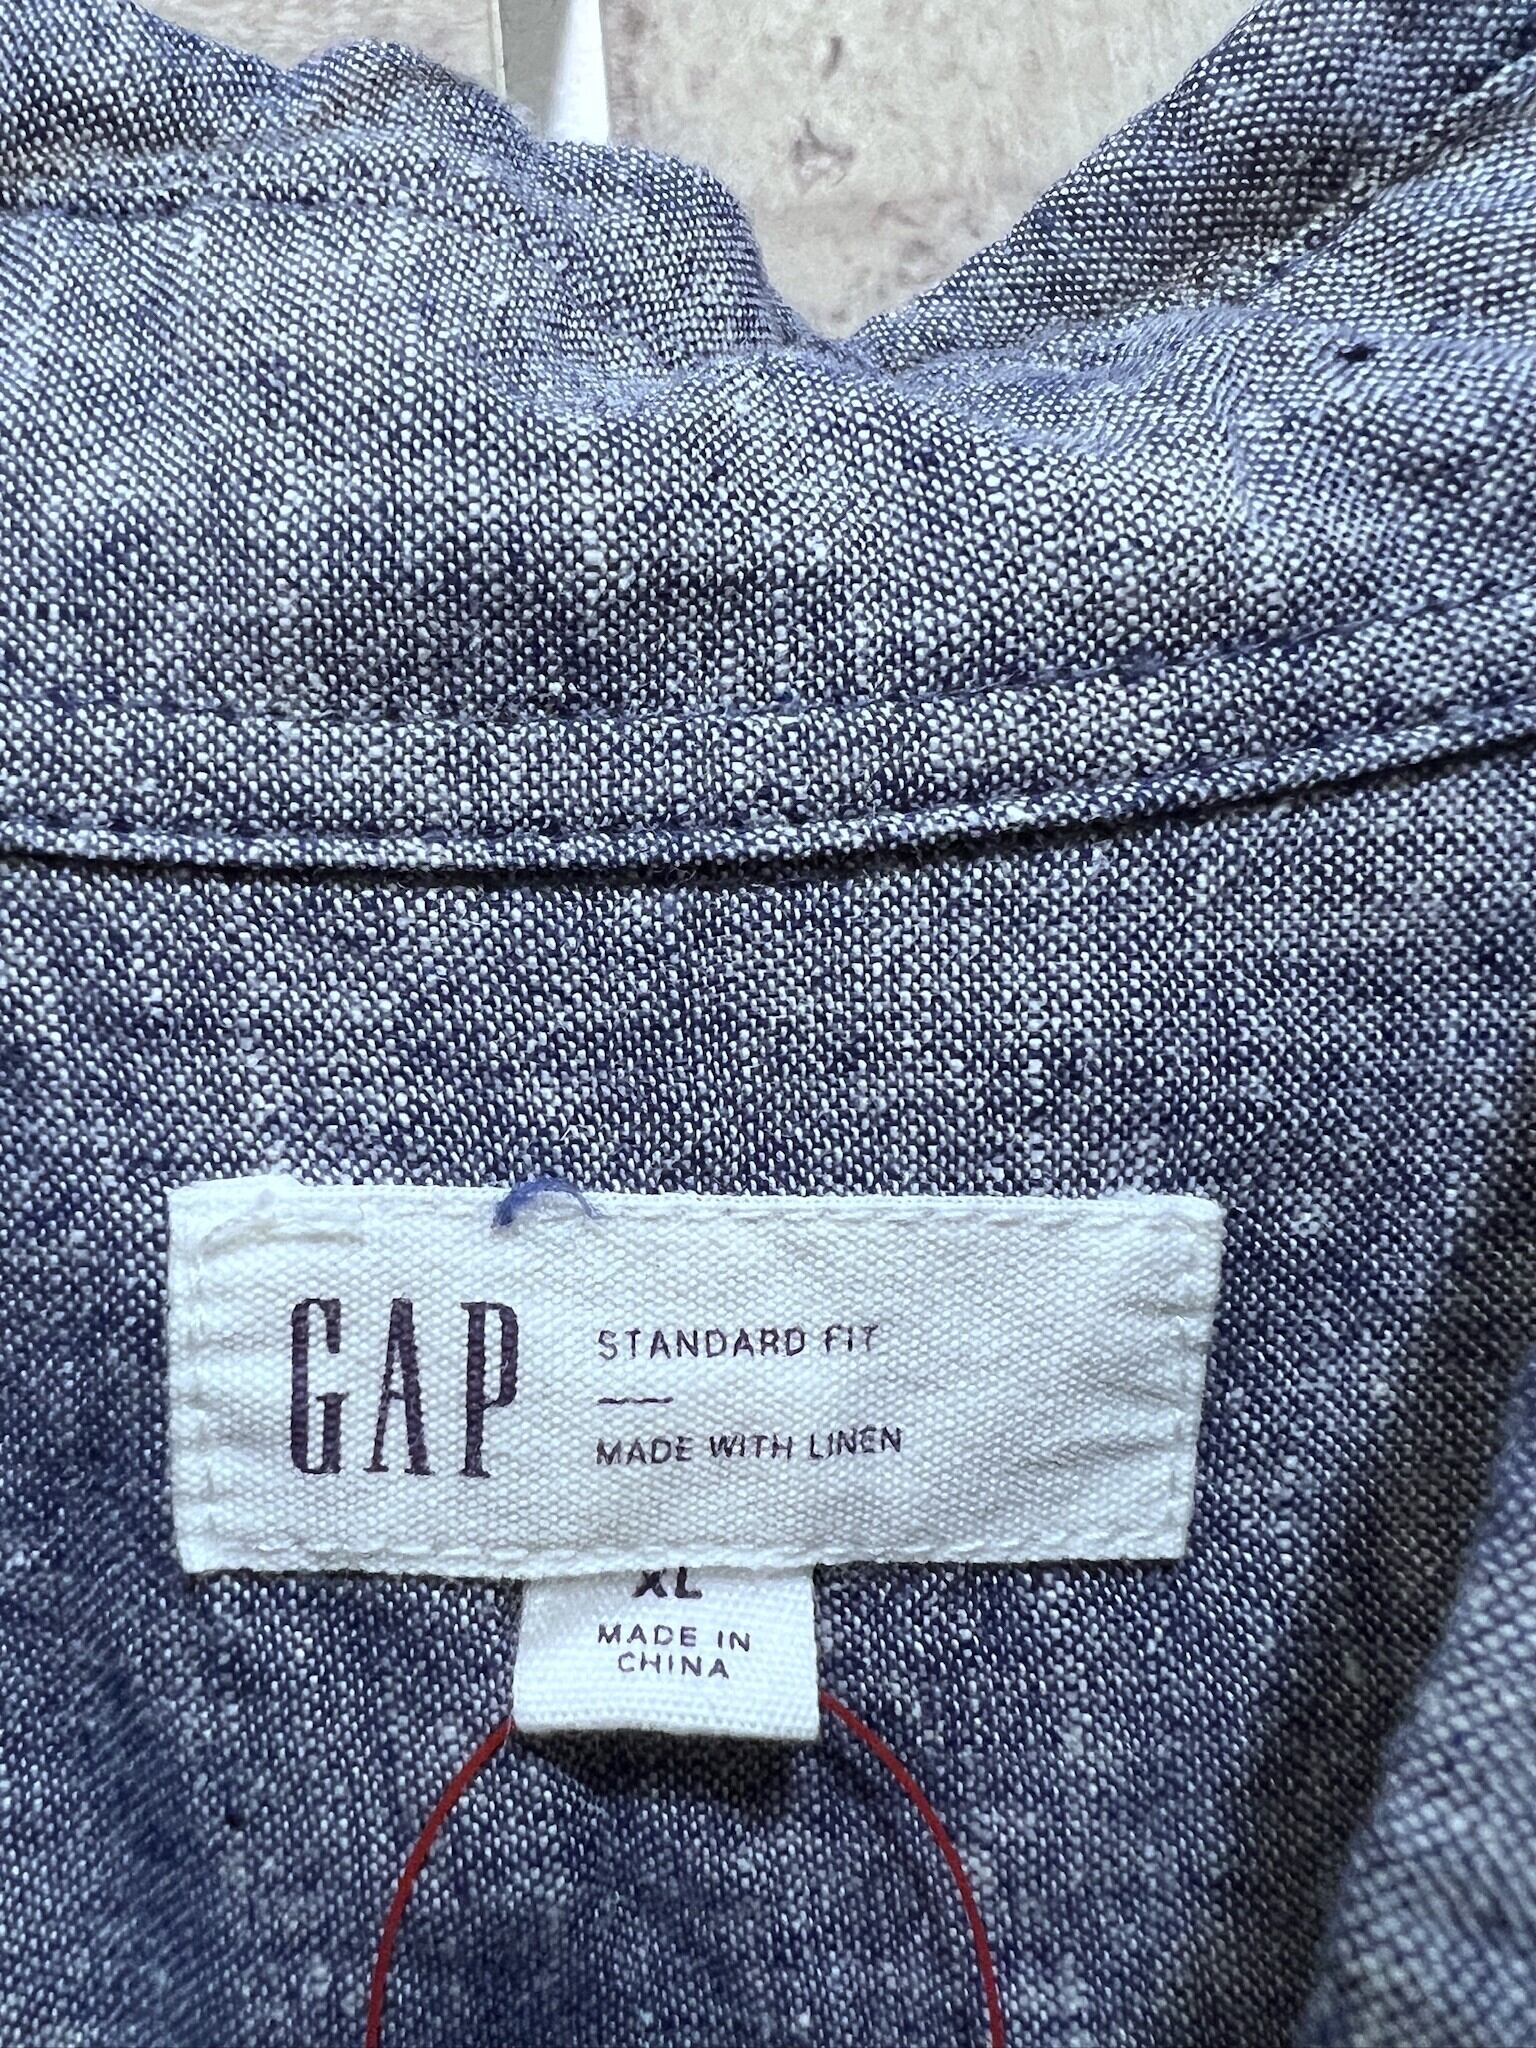 GAP
STANDARD FIT
MADE WITH LINEN
XL
MADE IN
CHINA